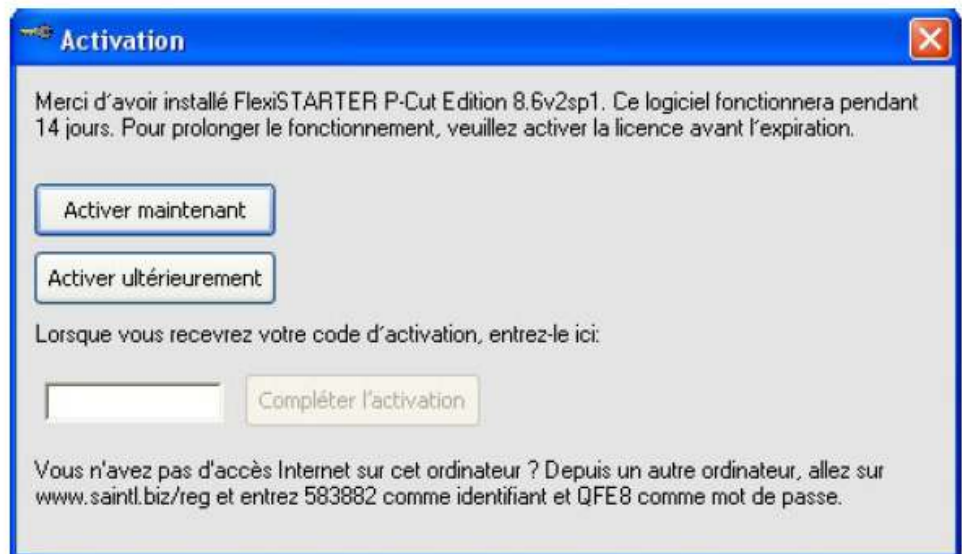 Activation
Merci d´avoir installé FlexiSTARTER P-Cut Edition 8.6v2sp1. Ce logiciel fonctionnera pendant
14 jours. Pour prolonger le fonctionnement, veuillez activer la licence avant l´expiration.
Activer maintenant
Activer ultérieurement
Lorsque vous recevrez votre code d´activation, entrez-le ici:
Compléter l'activation
Vous n'avez pas d'accès Internet sur cet ordinateur ? Depuis un autre ordinateur, allez sur
www.saintl.biz/reg et entrez 583882 comme identifiant et QFE8 comme mot de passe.